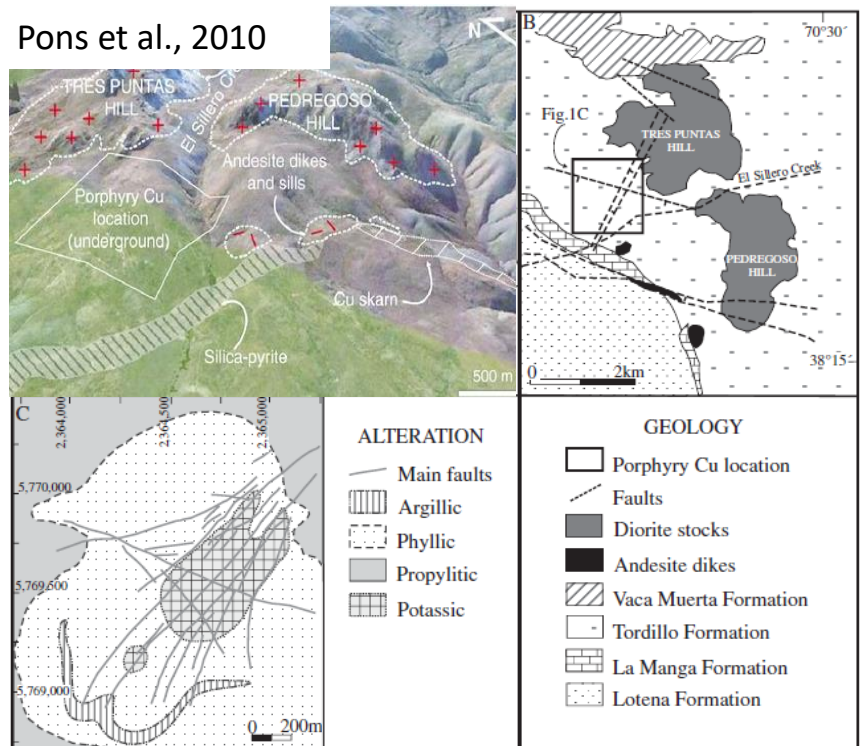 Pons et al., 2010
N
TRES PUNTAS
HILL
El Sillero Creek
PEDREGOSO
HILL
Andesite dikes
and sills
Porphyry Cu
location
(underground)
Cu skarn
Silica-pyrite
500 m
B
70°30´
Fig.1C
TRES PUNTAS
HILL
El Sillero Creek
PEDREGOSO
HILL
38°15´
0 2km
C
2,364,000
2,364,500
2,365,000
5,770,000
5,769,500
5,769,000
0 200m
ALTERATION
Main faults
Argillic
Phyllic
Propylitic
Potassic
GEOLOGY
Porphyry Cu location
Faults
Diorite stocks
Andesite dikes
Vaca Muerta Formation
Tordillo Formation
La Manga Formation
Lotena Formation